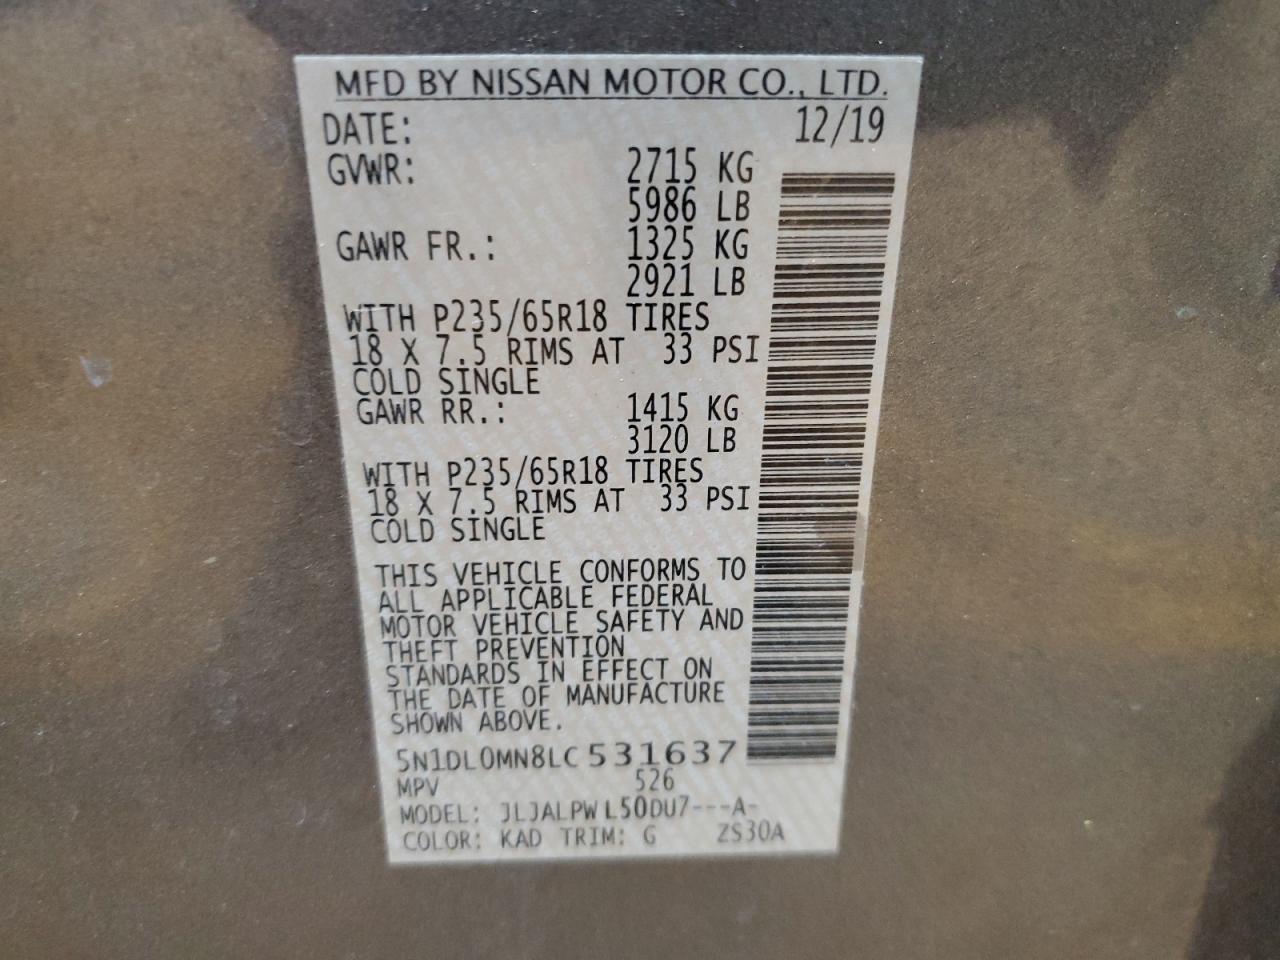 MFD BY NISSAN MOTOR CO., LTD.
DATE: 12/19
GVWR: 2715 KG
5986 LB
GAWR FR.: 1325 KG
2921 LB
WITH P235/65R18 TIRES
18 X 7.5 RIMS AT 33 PSI
COLD SINGLE
GAWR RR.: 1415 KG
3120 LB
WITH P235/65R18 TIRES
18 X 7.5 RIMS AT 33 PSI
COLD SINGLE
THIS VEHICLE CONFORMS TO
ALL APPLICABLE FEDERAL
MOTOR VEHICLE SAFETY AND
THEFT PREVENTION
STANDARDS IN EFFECT ON
THE DATE OF MANUFACTURE
SHOWN ABOVE.
5N1DL0MN8LC531637
MPV 526
MODEL: JLJALPWL50DU7---A-
COLOR: KAD TRIM: G ZS30A